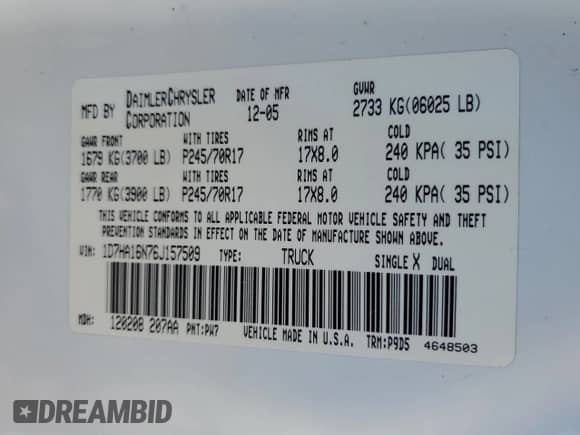 MFD BY DAIMLERCHRYSLER CORPORATION DATE OF MFR 12-05 GVWR 2733 KG(06025 LB)
GAWR FRONT WITH TIRES RIMS AT COLD
1679 KG(3700 LB) P245/70R17 17X8.0 240 KPA( 35 PSI)
GAWR REAR WITH TIRES RIMS AT COLD
1770 KG(3900 LB) P245/70R17 17X8.0 240 KPA( 35 PSI)
THIS VEHICLE CONFORMS TO ALL APPLICABLE FEDERAL MOTOR VEHICLE SAFETY AND THEFT
PREVENTION STANDARDS IN EFFECT ON THE DATE OF MANUFACTURE SHOWN ABOVE.
VIN: 1D7HA16N76J157509 TYPE: TRUCK SINGLE X DUAL
MDH: 120208 207AA PNT:PW7 VEHICLE MADE IN U.S.A. TRM:P9D5 4648503
DREAMBID